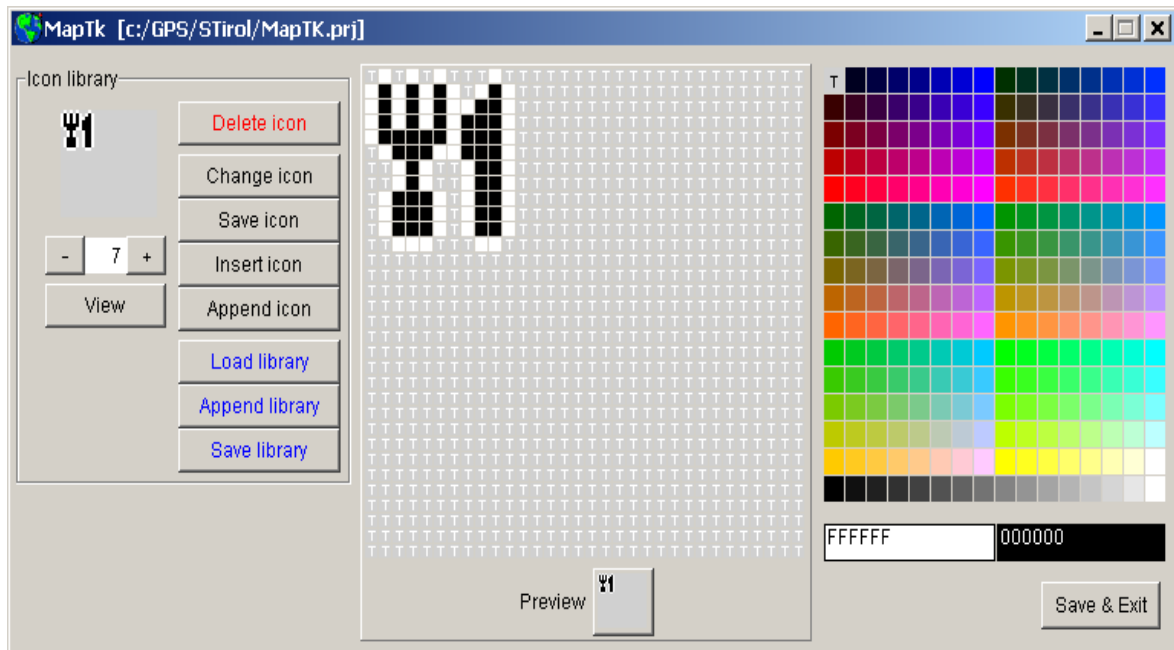 MapTk [c:/GPS/STirol/MapTK.prj]
Icon library
Delete icon
Change icon
Save icon
- 7 +
Insert icon
View
Append icon
Load library
Append library
Save library
T
FFFFFF
000000
Preview
Save & Exit